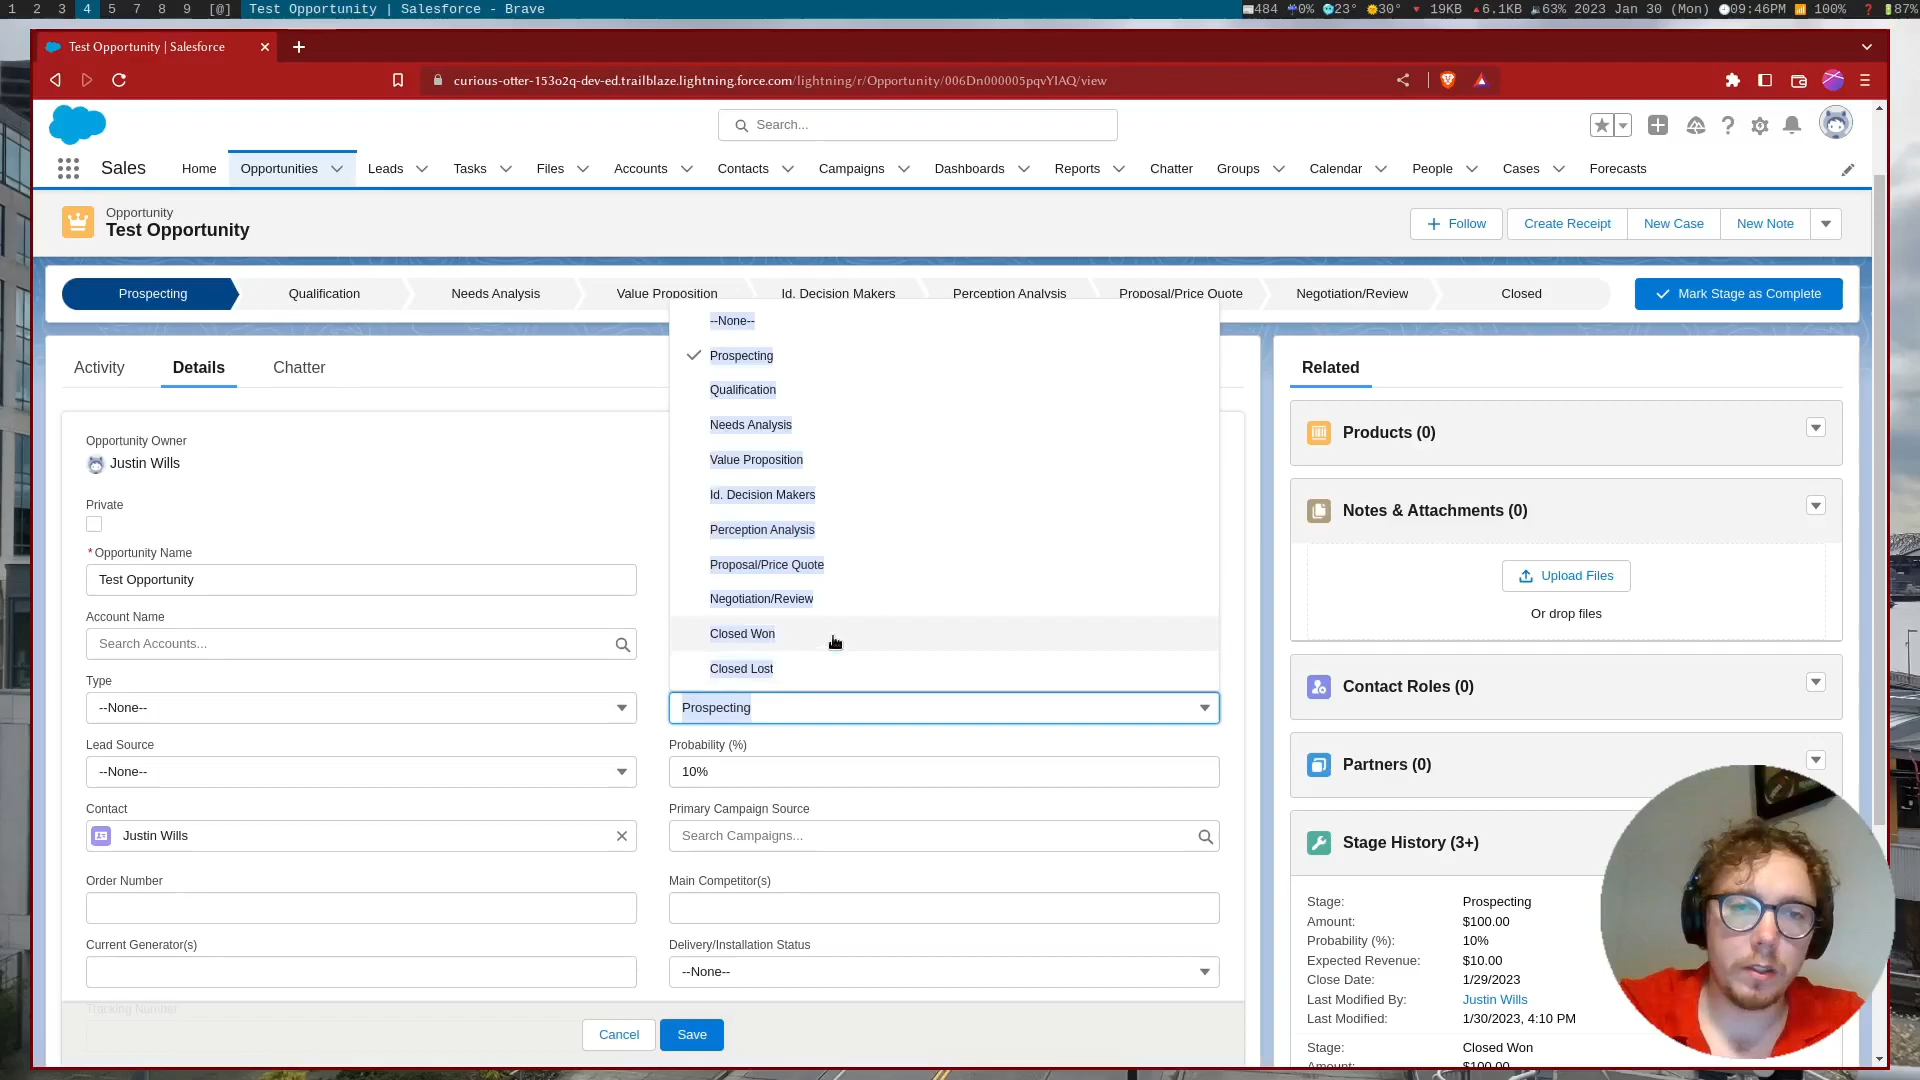 1 2 3 4 5 6 7 8 9 [@] Test Opportunity | Salesforce - Brave
484 0% 23° 30° 19KB 6.1KB 63% 2023 Jan 30 (Mon) 09:46PM 100% ? 87%
Test Opportunity | Salesforce
curious-otter-153o2q-dev-ed.trailblaze.lightning.force.com/lightning/r/Opportunity/006Dn000005pqvYIAQ/view
Search...
Sales Home Opportunities Leads Tasks Files Accounts Contacts Campaigns Dashboards Reports Chatter Groups Calendar People Cases Forecasts
Opportunity
Test Opportunity
Follow Create Receipt New Case New Note
Prospecting Qualification Needs Analysis Value Proposition Id. Decision Makers Perception Analysis Proposal/Price Quote Negotiation/Review Closed
Mark Stage as Complete
Activity Details Chatter
Opportunity Owner
Justin Wills
Private
*Opportunity Name
Test Opportunity
Account Name
Search Accounts...
Type
--None--
Lead Source
--None--
Contact
Justin Wills
Order Number
Current Generator(s)
Tracking Number
--None--
Prospecting
Qualification
Needs Analysis
Value Proposition
Id. Decision Makers
Perception Analysis
Proposal/Price Quote
Negotiation/Review
Closed Won
Closed Lost
Prospecting
Probability (%)
10%
Primary Campaign Source
Search Campaigns...
Main Competitor(s)
Delivery/Installation Status
--None--
Cancel Save
Related
Products (0)
Notes & Attachments (0)
Upload Files
Or drop files
Contact Roles (0)
Partners (0)
Stage History (3+)
Stage: Prospecting
Amount: $100.00
Probability (%): 10%
Expected Revenue: $10.00
Close Date: 1/29/2023
Last Modified By: Justin Wills
Last Modified: 1/30/2023, 4:10 PM
Stage: Closed Won
Amount: $100.00